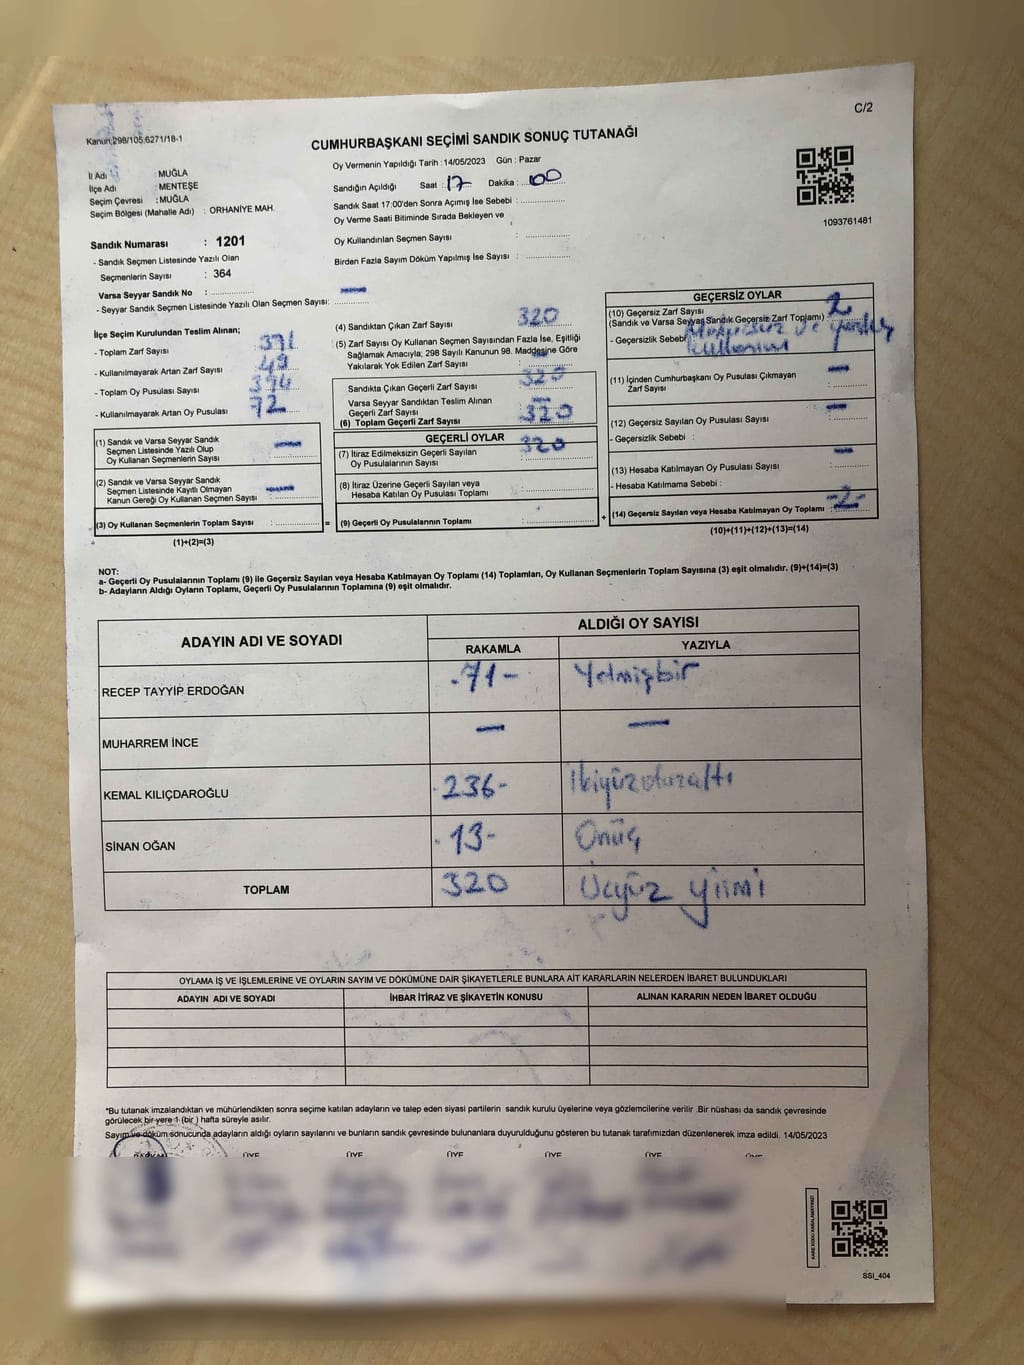 C/2
Kanun;298/105,6271/18-1
CUMHURBAŞKANI SEÇİMİ SANDIK SONUÇ TUTANAĞI
İl Adı : MUĞLA
İlçe Adı : MENTEŞE
Seçim Çevresi : MUĞLA
Seçim Bölgesi (Mahalle Adı) : ORHANİYE MAH.
Oy Vermenin Yapıldığı Tarih : 14/05/2023 Gün : Pazar
Sandığın Açıldığı Saat : 17 Dakika : 00
Sandık Saat 17:00'den Sonra Açımış İse Sebebi :
Oy Verme Saati Bitiminde Sırada Bekleyen ve
Oy Kullandırılan Seçmen Sayısı :
Birden Fazla Sayım Döküm Yapılmış İse Sayısı :
1093761481
Sandık Numarası : 1201
- Sandık Seçmen Listesinde Yazılı Olan
Seçmenlerin Sayısı : 364
Varsa Seyyar Sandık No : —
- Seyyar Sandık Seçmen Listesinde Yazılı Olan Seçmen Sayısı:
İlçe Seçim Kurulundan Teslim Alınan;
- Toplam Zarf Sayısı : 371
- Kullanılmayarak Artan Zarf Sayısı : 49
- Toplam Oy Pusulası Sayısı : 394
- Kullanılmayarak Artan Oy Pusulası : 72
(1) Sandık ve Varsa Seyyar Sandık
Seçmen Listesinde Yazılı Olup
Oy Kullanan Seçmenlerin Sayısı : —
(2) Sandık ve Varsa Seyyar Sandık
Seçmen Listesinde Kayıtlı Olmayan
Kanun Gereği Oy Kullanan Seçmen Sayısı : —
(3) Oy Kullanan Seçmenlerin Toplam Sayısı : =
(1)+(2)=(3)
(4) Sandıktan Çıkan Zarf Sayısı : 320
(5) Zarf Sayısı Oy Kullanan Seçmen Sayısından Fazla İse, Eşitliği
Sağlamak Amacıyla; 298 Sayılı Kanunun 98. Maddesine Göre
Yakılarak Yok Edilen Zarf Sayısı : —
Sandıkta Çıkan Geçerli Zarf Sayısı : 320
Varsa Seyyar Sandıktan Teslim Alınan
Geçerli Zarf Sayısı : —
(6) Toplam Geçerli Zarf Sayısı : 320
GEÇERLİ OYLAR
(7) İtiraz Edilmeksizin Geçerli Sayılan : 320
Oy Pusulalarının Sayısı
(8) İtiraz Üzerine Geçerli Sayılan veya
Hesaba Katılan Oy Pusulası Toplamı :
(9) Geçerli Oy Pusulalarının Toplamı : +
GEÇERSİZ OYLAR
(10) Geçersiz Zarf Sayısı : 2
(Sandık ve Varsa Seyyar Sandık Geçersiz Zarf Toplamı)
- Geçersizlik Sebebi
kullanımı
(11) İçinden Cumhurbaşkanı Oy Pusulası Çıkmayan
Zarf Sayısı : —
(12) Geçersiz Sayılan Oy Pusulası Sayısı : —
- Geçersizlik Sebebi :
(13) Hesaba Katılmayan Oy Pusulası Sayısı : —
- Hesaba Katılmama Sebebi :
(14) Geçersiz Sayılan veya Hesaba Katılmayan Oy Toplamı : -2-
(10)+(11)+(12)+(13)=(14)
NOT:
a- Geçerli Oy Pusulalarının Toplamı (9) ile Geçersiz Sayılan veya Hesaba Katılmayan Oy Toplamı (14) Toplamları, Oy Kullanan Seçmenlerin Toplam Sayısına (3) eşit olmalıdır. (9)+(14)=(3)
b- Adayların Aldığı Oyların Toplamı, Geçerli Oy Pusulalarının Toplamına (9) eşit olmalıdır.
ADAYIN ADI VE SOYADI ALDIĞI OY SAYISI
RAKAMLA YAZIYLA
RECEP TAYYİP ERDOĞAN -71- Yetmişbir
MUHARREM İNCE — —
KEMAL KILIÇDAROĞLU -236- İkiyüzotuzaltı
SİNAN OĞAN -13- Onüç
TOPLAM 320 Üçyüz yirmi
OYLAMA İŞ VE İŞLEMLERİNE VE OYLARIN SAYIM VE DÖKÜMÜNE DAİR ŞİKAYETLERLE BUNLARA AİT KARARLARIN NELERDEN İBARET BULUNDUKLARI
ADAYIN ADI VE SOYADI İHBAR İTİRAZ VE ŞİKAYETİN KONUSU ALINAN KARARIN NEDEN İBARET OLDUĞU
*Bu tutanak imzalandıktan ve mühürlendikten sonra seçime katılan adayların ve talep eden siyasi partilerin sandık kurulu üyelerine veya gözlemcilerine verilir .Bir nüshası da sandık çevresinde
görülecek bir yere 1 (bir ) hafta süreyle asılır.
Sayım ve döküm sonucunda adayların aldığı oyların sayılarını ve bunların sandık çevresinde bulunanlara duyurulduğunu gösteren bu tutanak tarafımızdan düzenlenerek imza edildi. 14/05/2023
ÜYE ÜYE ÜYE ÜYE ÜYE ÜYE
KARE KODU KARALAMAYINIZ!
SSI_404